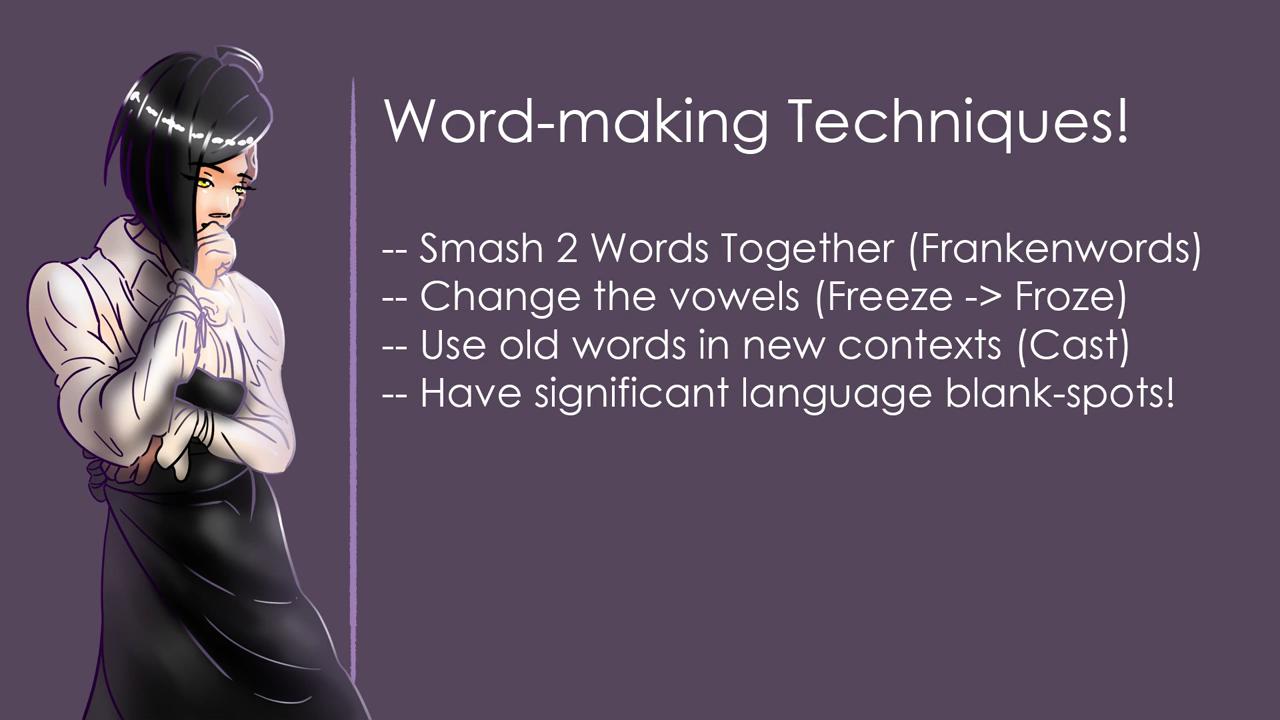 Word-making Techniques!
-- Smash 2 Words Together (Frankenwords)
-- Change the vowels (Freeze -> Froze)
-- Use old words in new contexts (Cast)
-- Have significant language blank-spots!